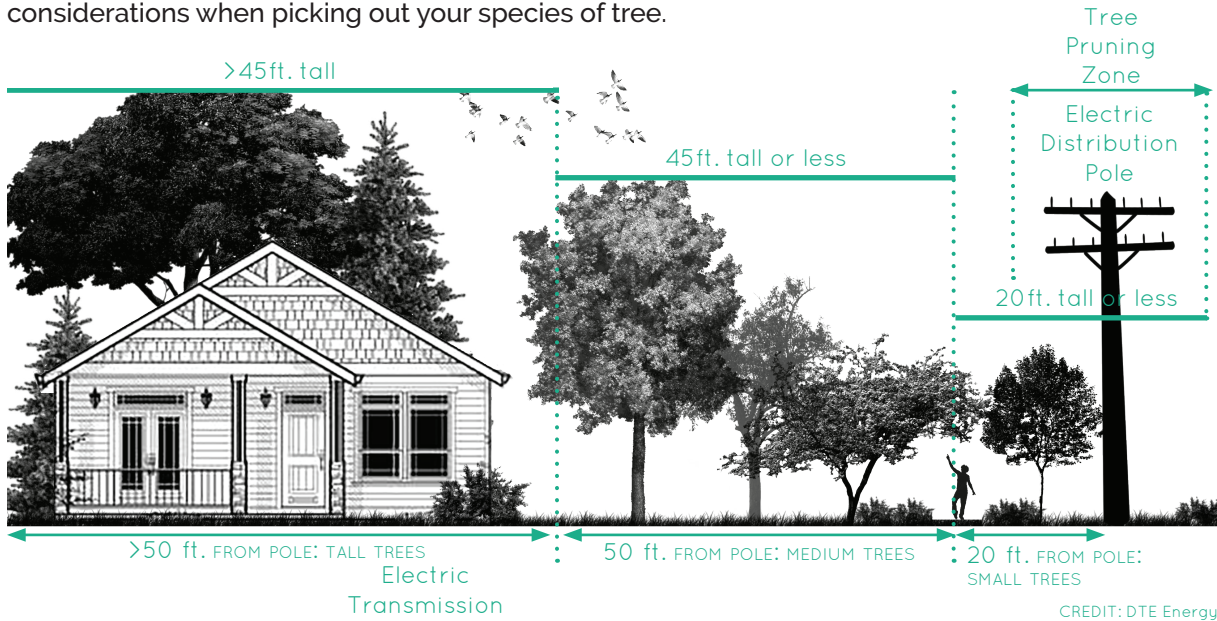 considerations when picking out your species of tree.
>45ft. tall
45ft. tall or less
Tree
Pruning
Zone
Electric
Distribution
Pole
20ft. tall or less
>50 ft. FROM POLE: TALL TREES
50 ft. FROM POLE: MEDIUM TREES
20 ft. FROM POLE:
SMALL TREES
Electric
Transmission
CREDIT: DTE Energy